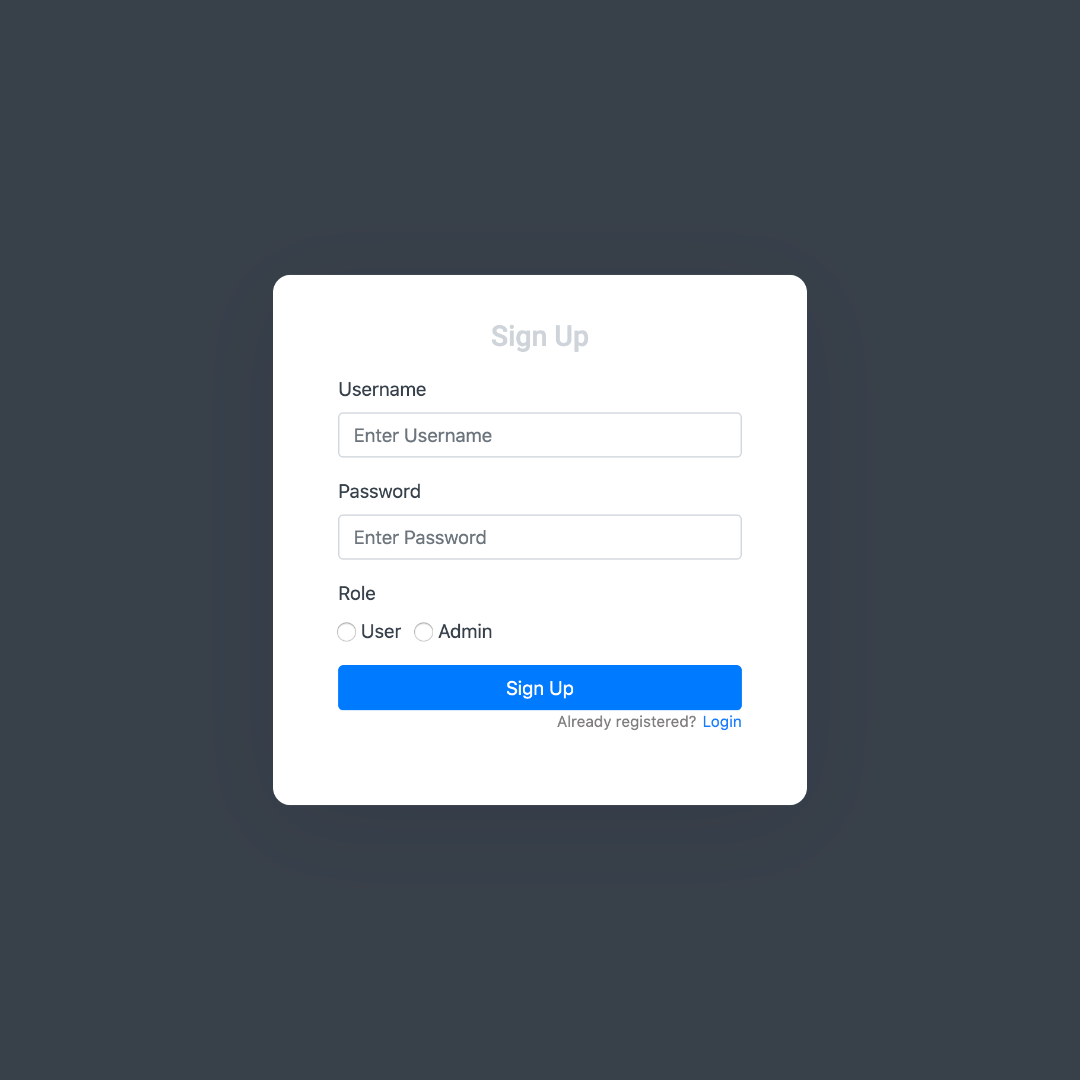 Sign Up
Username
Enter Username
Password
Enter Password
Role
User Admin
Sign Up
Already registered? Login